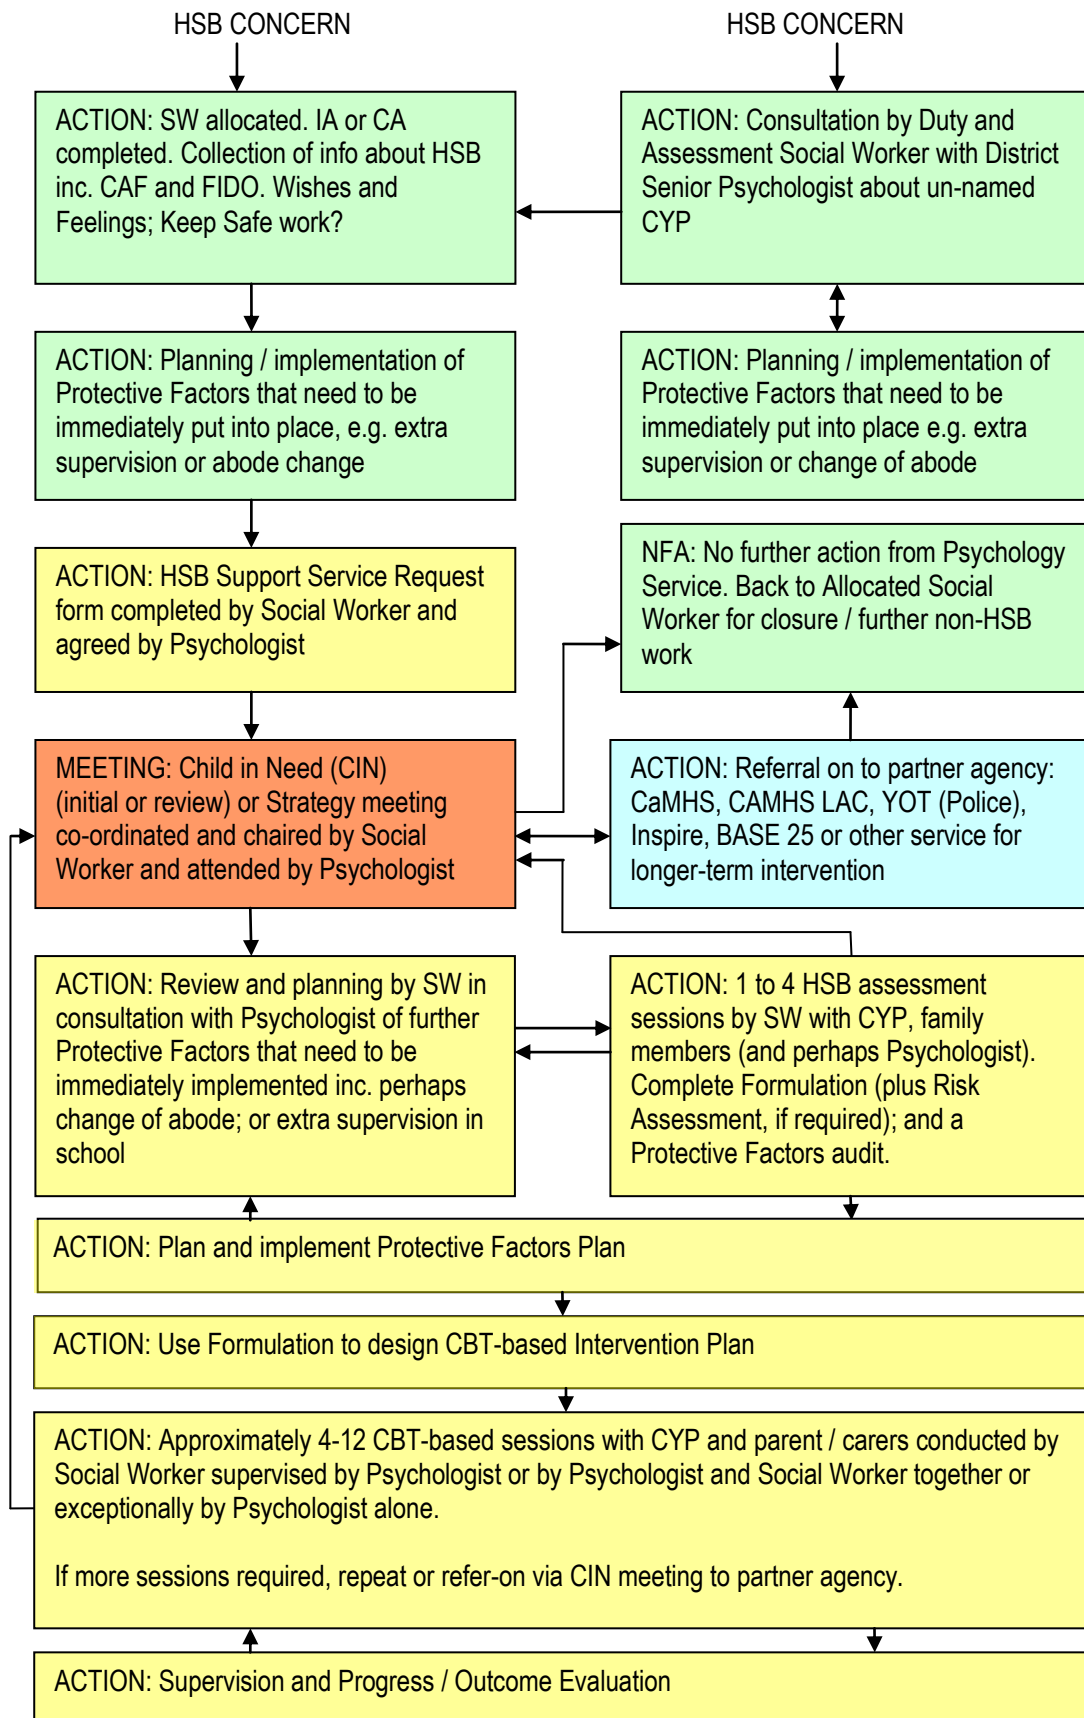 HSB CONCERN
HSB CONCERN
ACTION: SW allocated. IA or CA
completed. Collection of info about HSB
inc. CAF and FIDO. Wishes and
Feelings; Keep Safe work?
ACTION: Consultation by Duty and
Assessment Social Worker with District
Senior Psychologist about un-named
CYP
ACTION: Planning / implementation of
Protective Factors that need to be
immediately put into place, e.g. extra
supervision or abode change
ACTION: Planning / implementation of
Protective Factors that need to be
immediately put into place e.g. extra
supervision or change of abode
ACTION: HSB Support Service Request
form completed by Social Worker and
agreed by Psychologist
NFA: No further action from Psychology
Service. Back to Allocated Social
Worker for closure / further non-HSB
work
MEETING: Child in Need (CIN)
(initial or review) or Strategy meeting
co-ordinated and chaired by Social
Worker and attended by Psychologist
ACTION: Referral on to partner agency:
CaMHS, CAMHS LAC, YOT (Police),
Inspire, BASE 25 or other service for
longer-term intervention
ACTION: Review and planning by SW in
consultation with Psychologist of further
Protective Factors that need to be
immediately implemented inc. perhaps
change of abode; or extra supervision in
school
ACTION: 1 to 4 HSB assessment
sessions by SW with CYP, family
members (and perhaps Psychologist).
Complete Formulation (plus Risk
Assessment, if required); and a
Protective Factors audit.
ACTION: Plan and implement Protective Factors Plan
ACTION: Use Formulation to design CBT-based Intervention Plan
ACTION: Approximately 4-12 CBT-based sessions with CYP and parent / carers conducted by
Social Worker supervised by Psychologist or by Psychologist and Social Worker together or
exceptionally by Psychologist alone.
If more sessions required, repeat or refer-on via CIN meeting to partner agency.
ACTION: Supervision and Progress / Outcome Evaluation